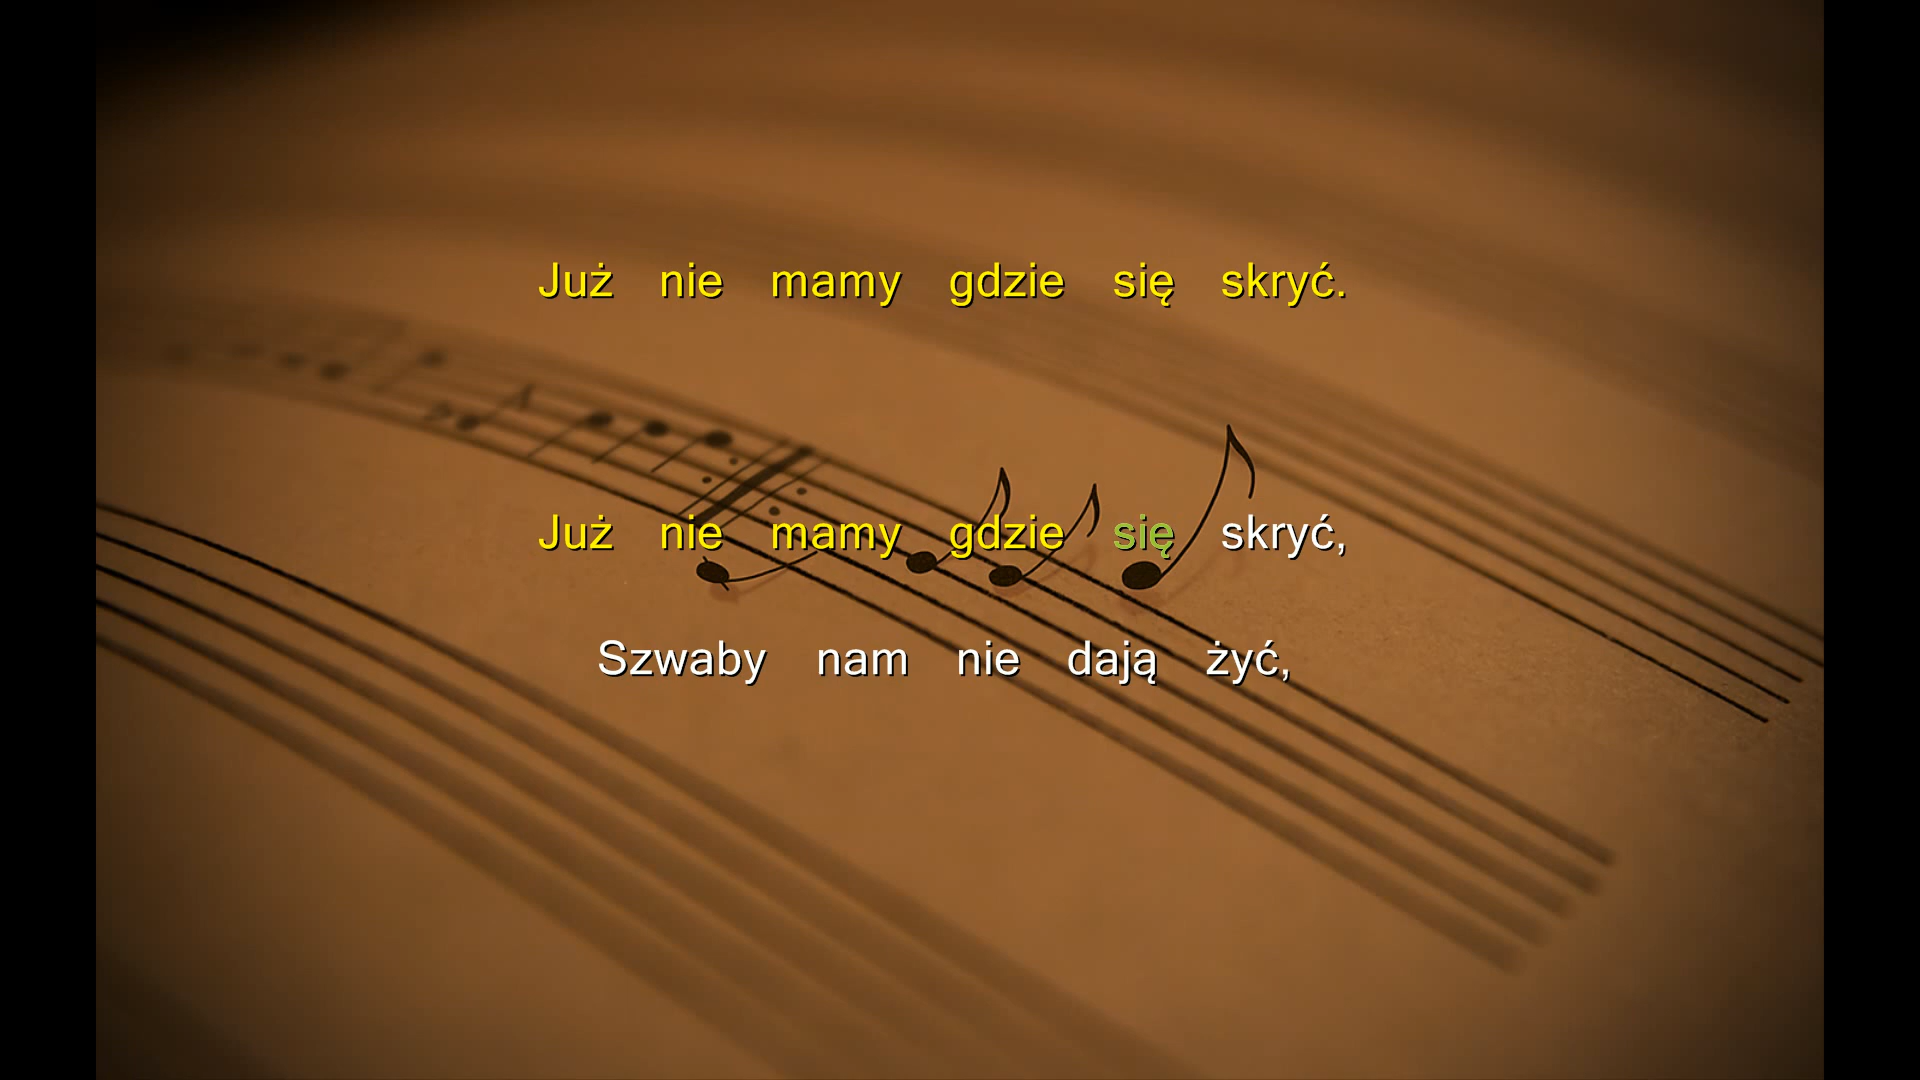 Już nie mamy gdzie się skryć.
Już nie mamy gdzie się skryć,
Szwaby nam nie dają żyć,